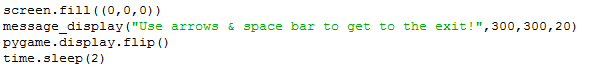 screen.fill((0,0,0))
message_display("Use arrows & space bar to get to the exit!",300,300,20)
pygame.display.flip()
time.sleep(2)